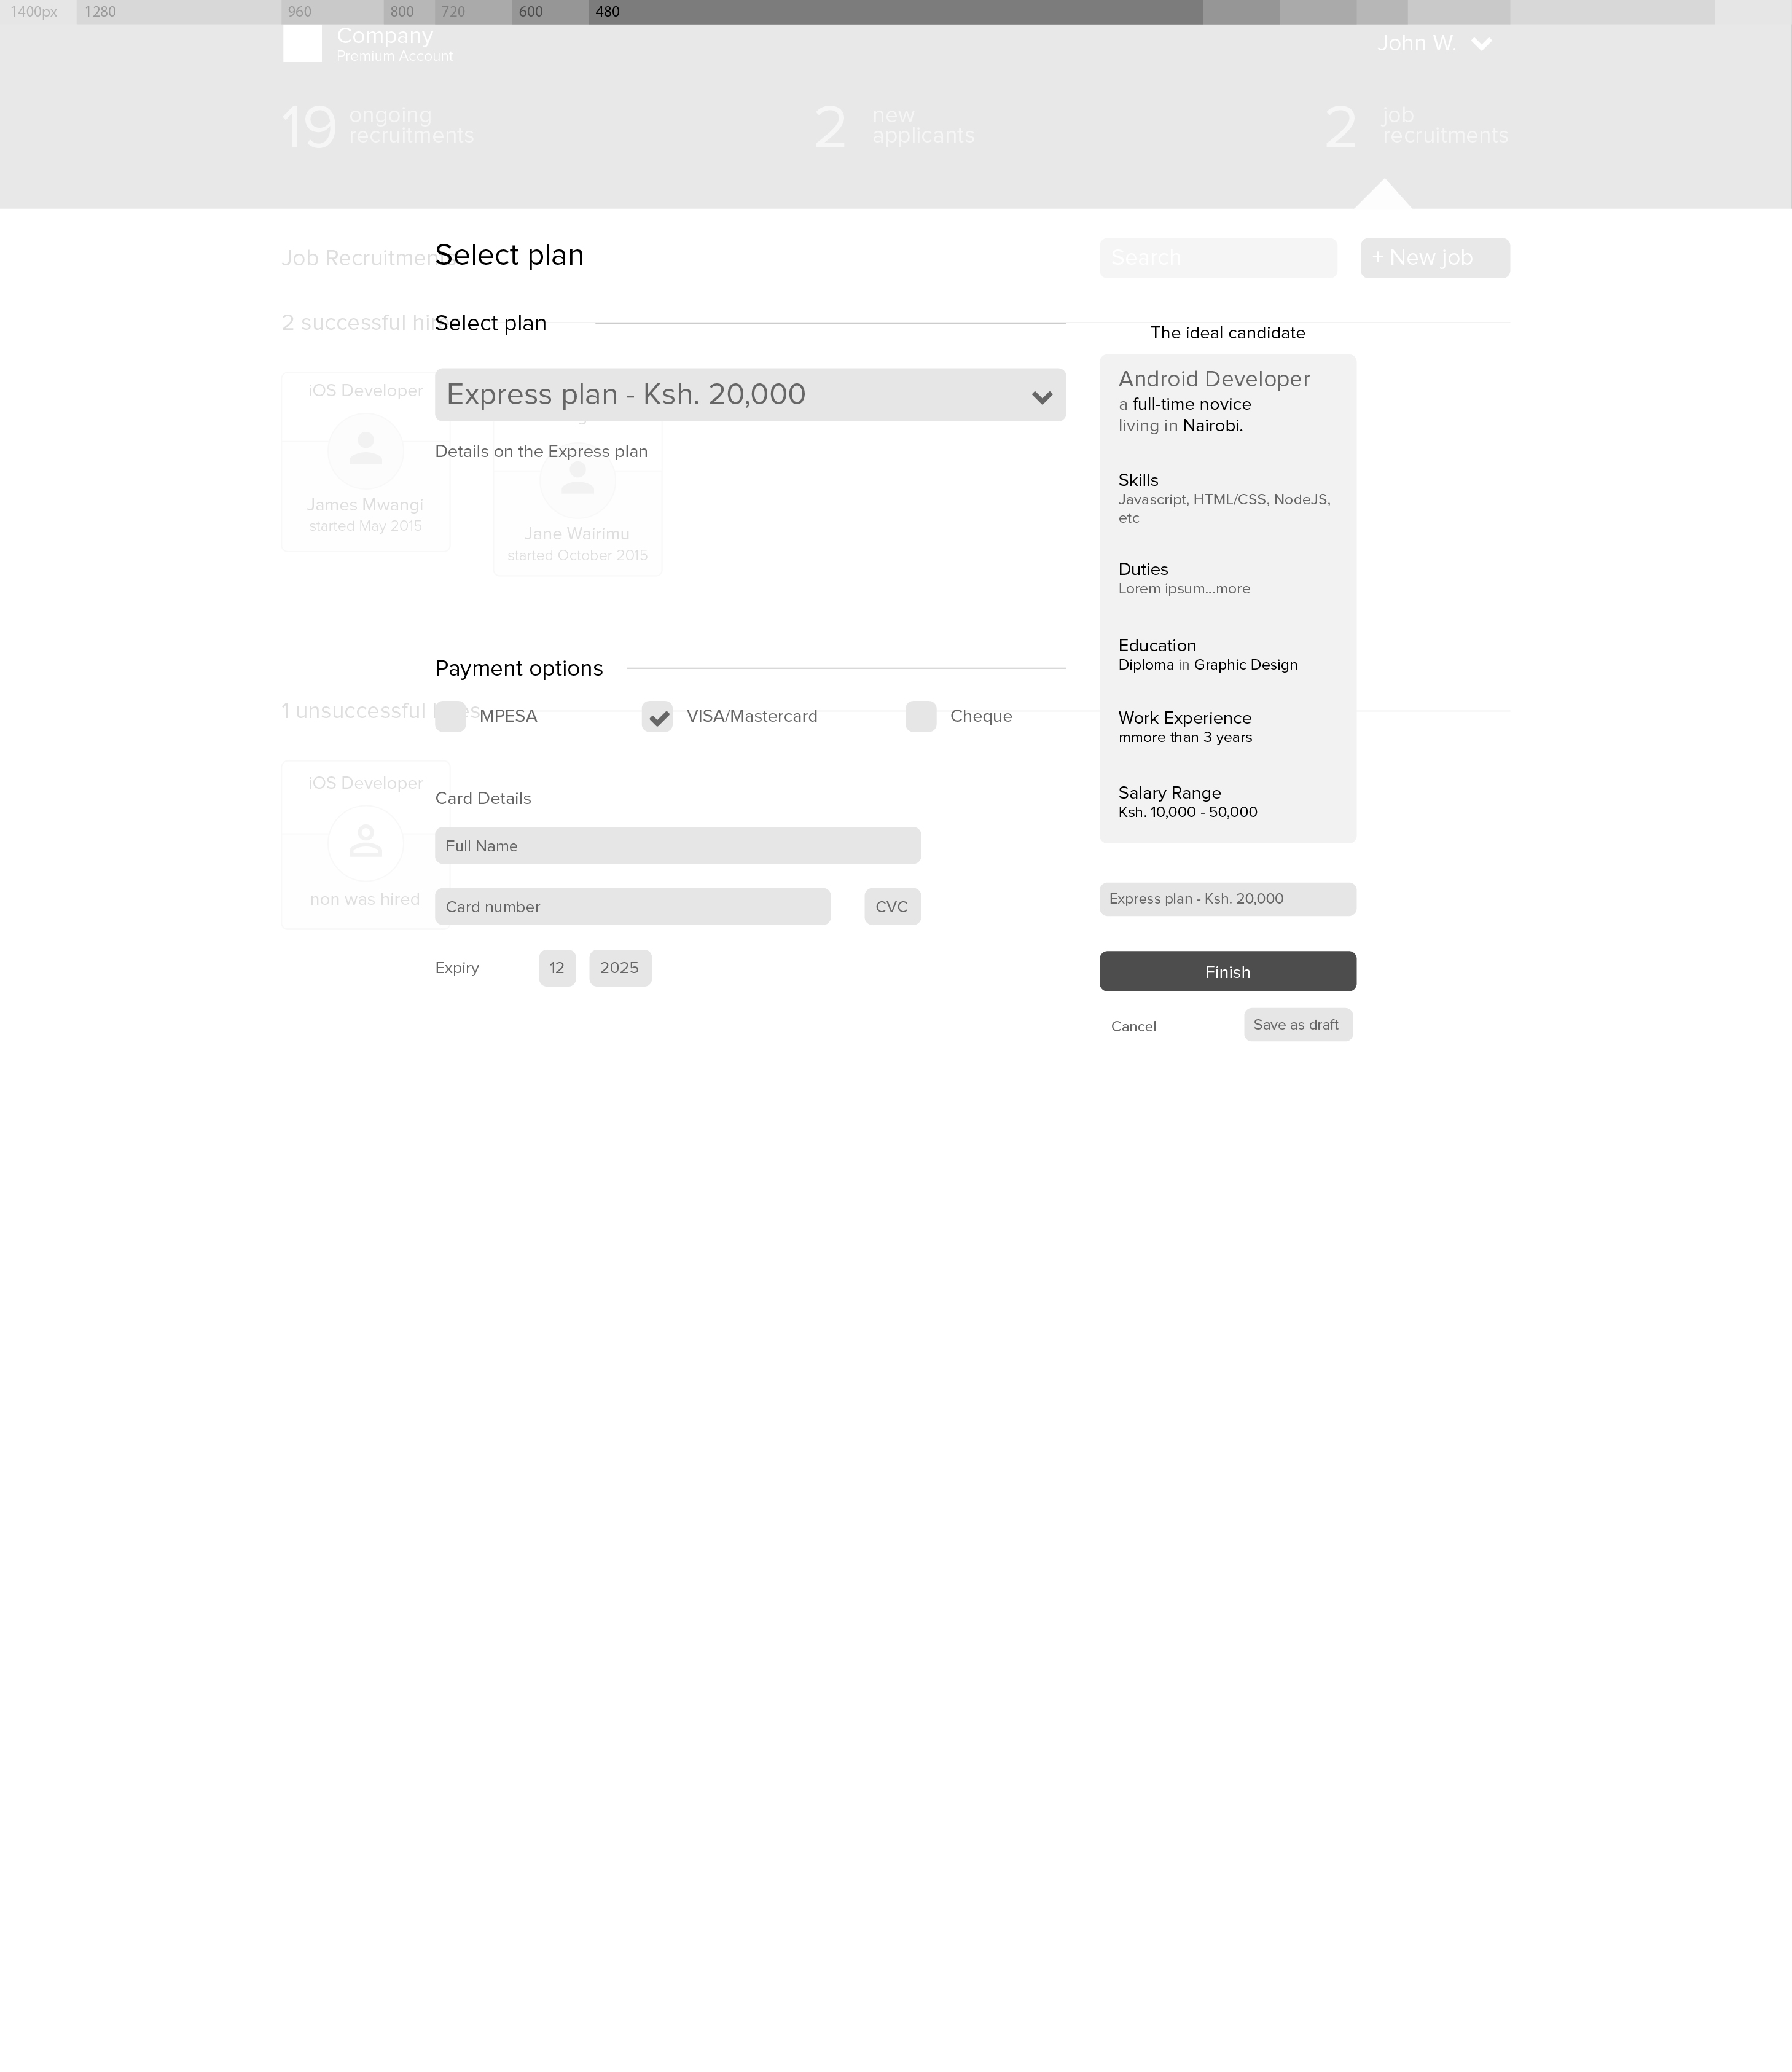 1400px 1280 960 800 720 600 480
Company
Premium Account
John W.
19 ongoing recruitments
2 new applicants
2 job recruitments
Job Recruitmen
Select plan
Search
+ New job
2 successful hi
Select plan
Express plan - Ksh. 20,000
Details on the Express plan
iOS Developer
James Mwangi
started May 2015
Jane Wairimu
started October 2015
Payment options
1 unsuccessful
MPESA
VISA/Mastercard
Cheque
iOS Developer
non was hired
Card Details
Full Name
Card number
CVC
Expiry
12
2025
The ideal candidate
Android Developer
a full-time novice
living in Nairobi.
Skills
Javascript, HTML/CSS, NodeJS,
etc
Duties
Lorem ipsum...more
Education
Diploma in Graphic Design
Work Experience
mmore than 3 years
Salary Range
Ksh. 10,000 - 50,000
Express plan - Ksh. 20,000
Finish
Cancel
Save as draft